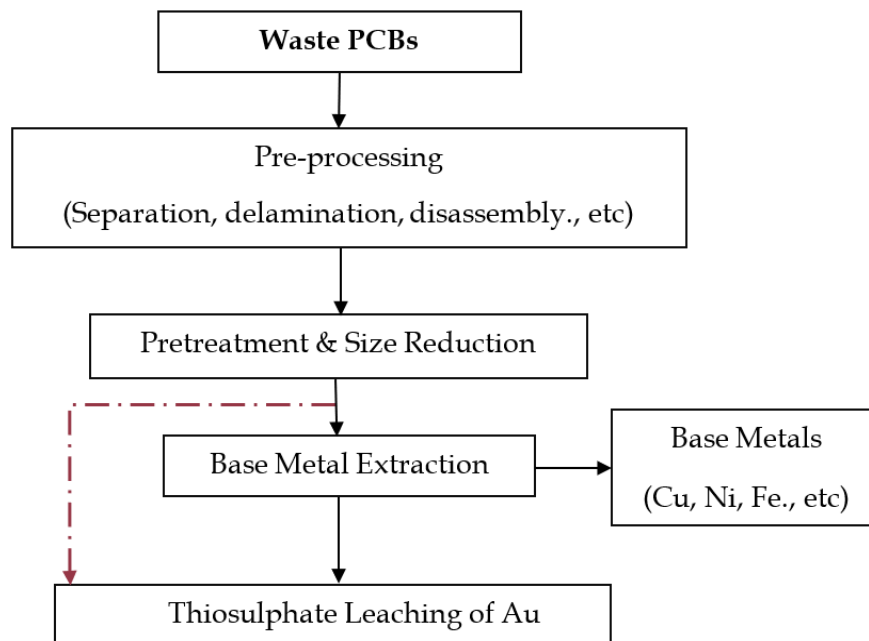 Waste PCBs
Pre-processing
(Separation, delamination, disassembly., etc)
Pretreatment & Size Reduction
Base Metal Extraction
Base Metals
(Cu, Ni, Fe., etc)
Thiosulphate Leaching of Au